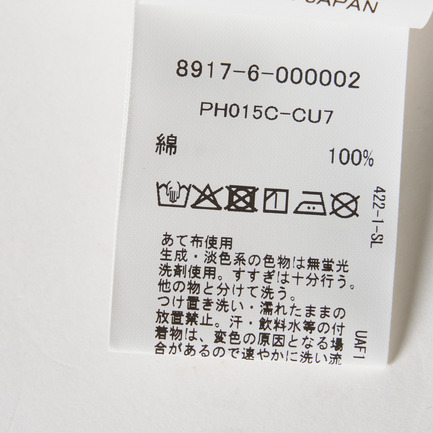 JAPAN
8917-6-000002
PH015C-CU7
綿 100%
あて布使用
生成・淡色系の色物は無蛍光
洗剤使用。すすぎは十分行う。
他の物と分けて洗う。
つけ置き洗い・濡れたままの
放置禁止。汗・飲料水等の付
着物は、変色の原因となる場
合があるので速やかに洗い流
422-1-SL
UAF1